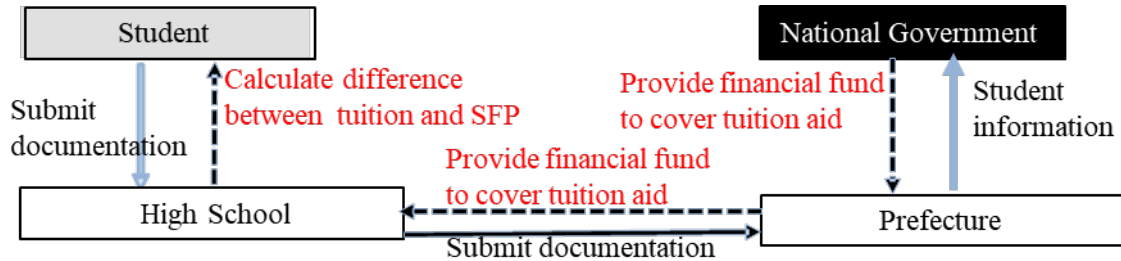 Student
National Government
Calculate difference
between tuition and SFP
Provide financial fund
to cover tuition aid
Submit
documentation
Student
information
Provide financial fund
to cover tuition aid
High School
Prefecture
Submit documentation